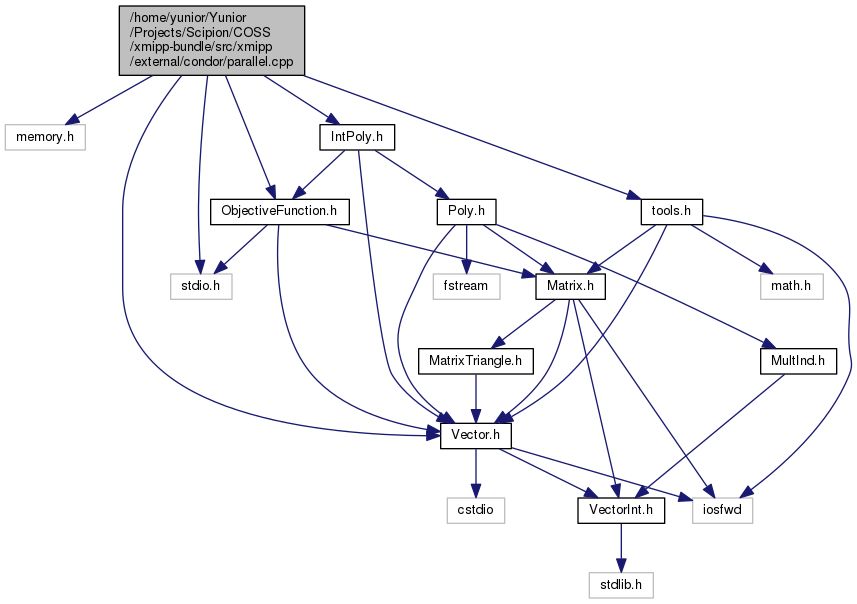 /home/yunior/Yunior
/Projects/Scipion/COSS
/xmipp-bundle/src/xmipp
/external/condor/parallel.cpp
memory.h
IntPoly.h
ObjectiveFunction.h
Poly.h
tools.h
stdio.h
fstream
Matrix.h
math.h
MatrixTriangle.h
MultInd.h
Vector.h
cstdio
VectorInt.h
iosfwd
stdlib.h